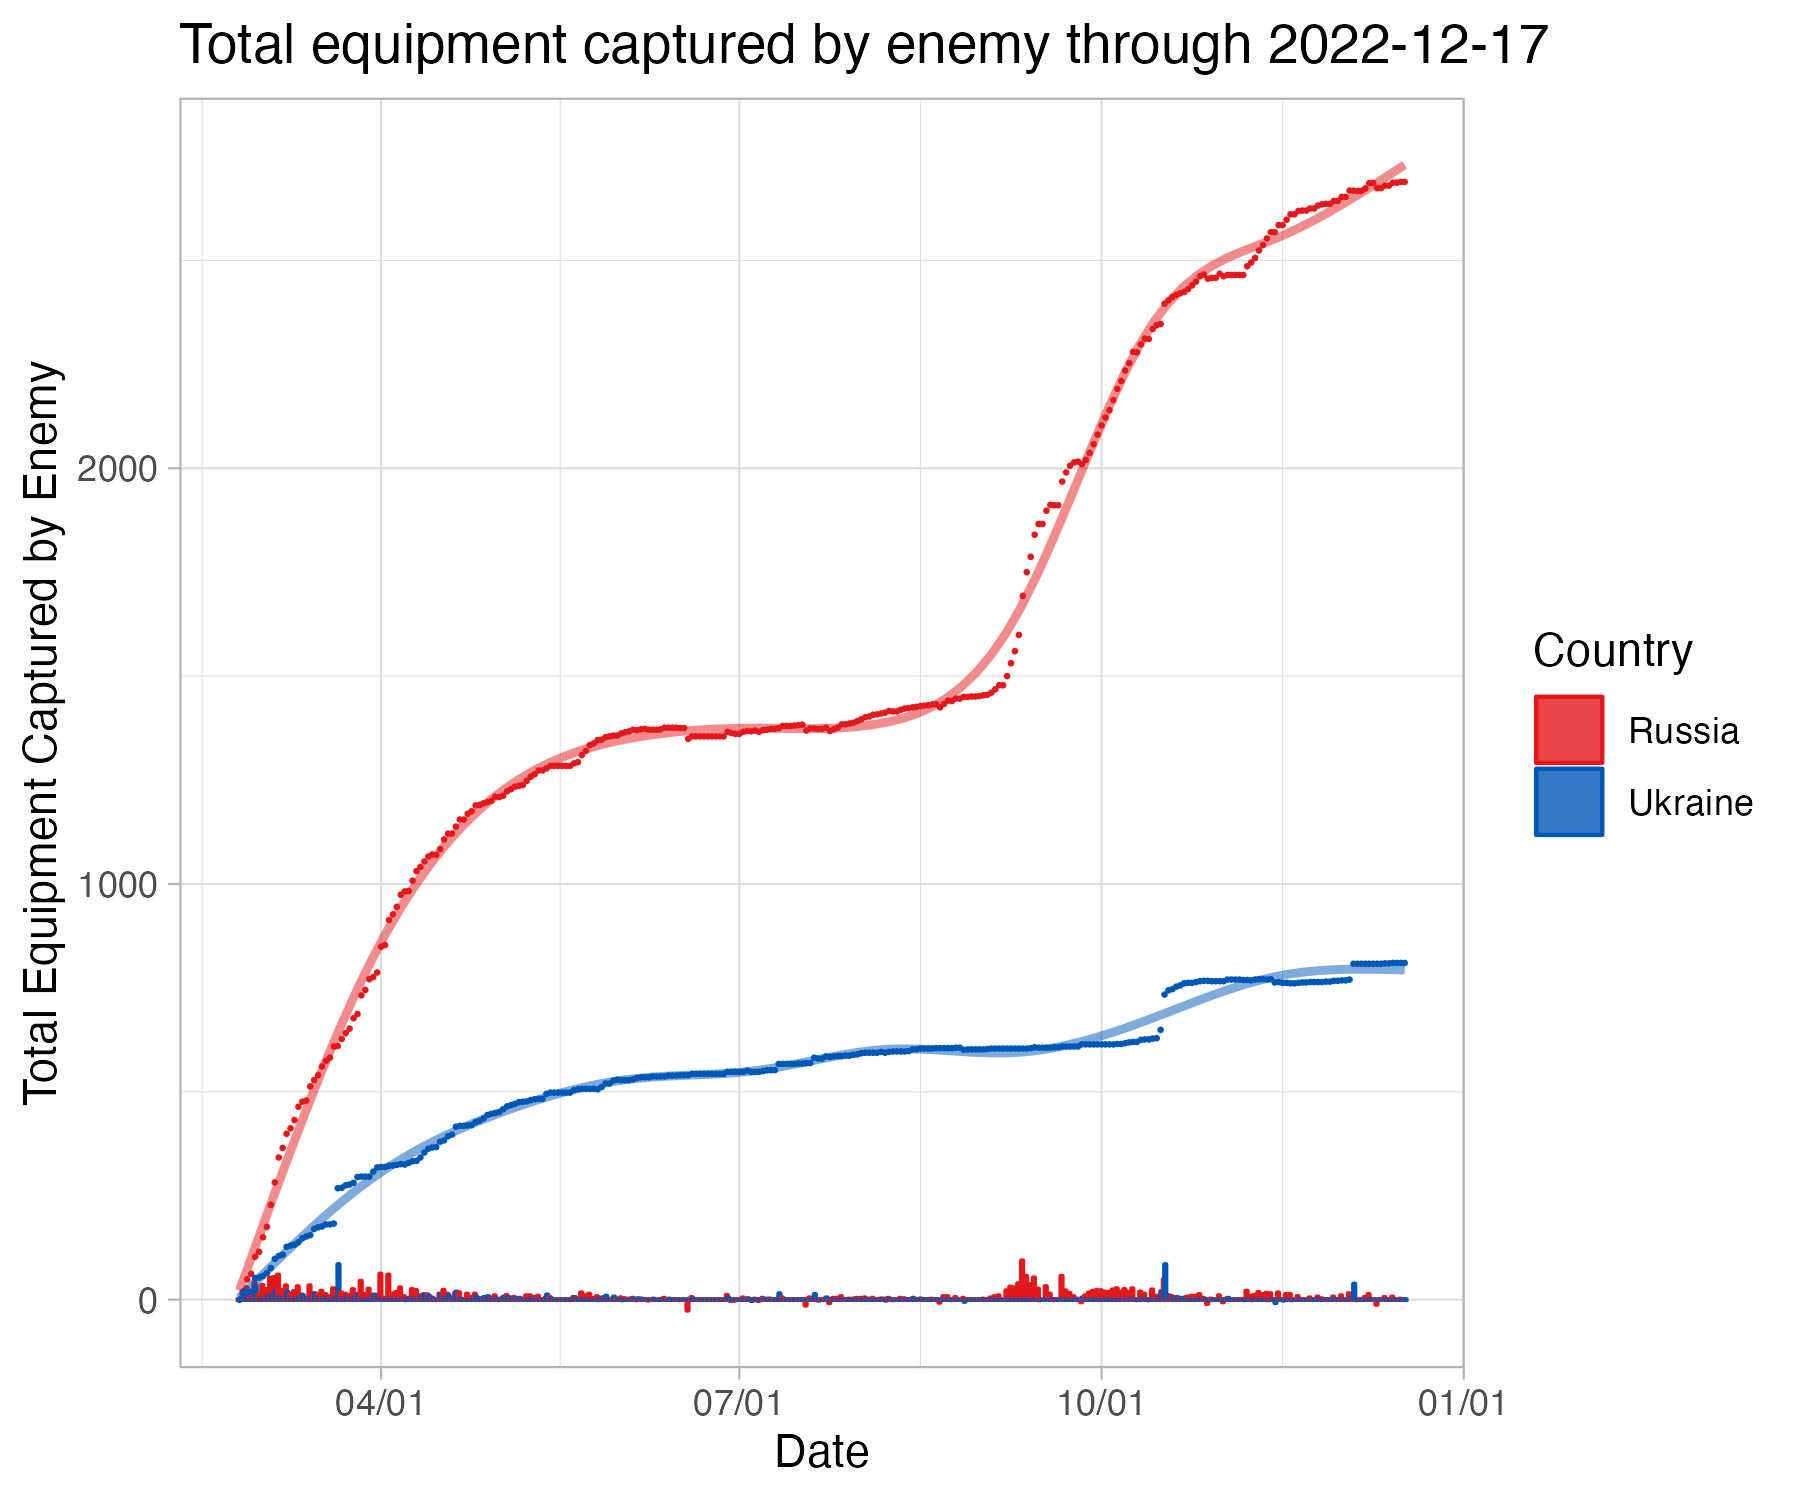 Total equipment captured by enemy through 2022-12-17
Total Equipment Captured by Enemy
2000
1000
0
04/01
07/01
10/01
01/01
Date
Country
Russia
Ukraine